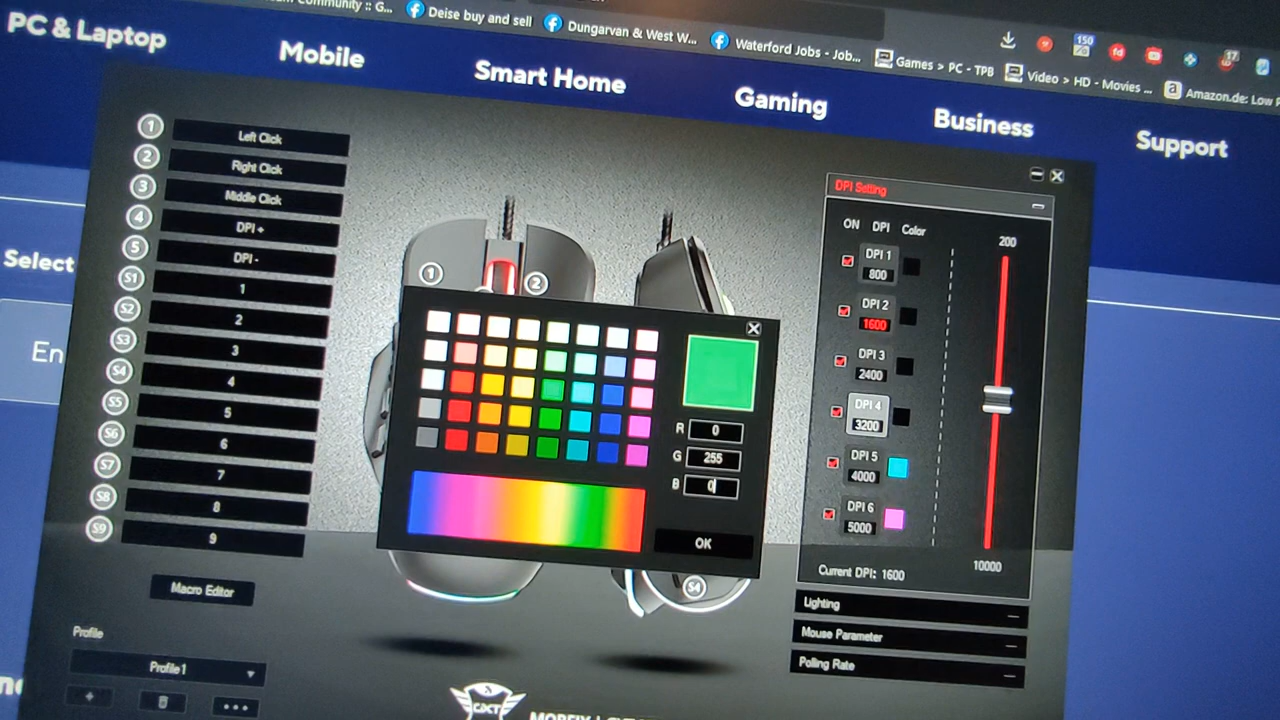 Community :: G...
Deise buy and sell
Dungarvan & West W...
Waterford Jobs - Job...
Games > PC - TPB
Video > HD - Movies ...
Amazon.de: Low
150
17
PC & Laptop
Mobile
Smart Home
Gaming
Business
Support
Select
En
1 Left Click
2 Right Click
3 Middle Click
4 DPI +
5 DPI -
S1 1
S2 2
S3 3
S4 4
S5 5
S6 6
S7 7
S8 8
S9 9
Macro Editor
Profile
Profile1
+
...
1
2
R 0
G 255
B 0
OK
S4
GXT
DPI Setting
ON DPI Color
200
DPI 1
800
DPI 2
1600
DPI 3
2400
DPI 4
3200
DPI 5
4000
DPI 6
5000
10000
Current DPI: 1600
Lighting
Mouse Parameter
Polling Rate